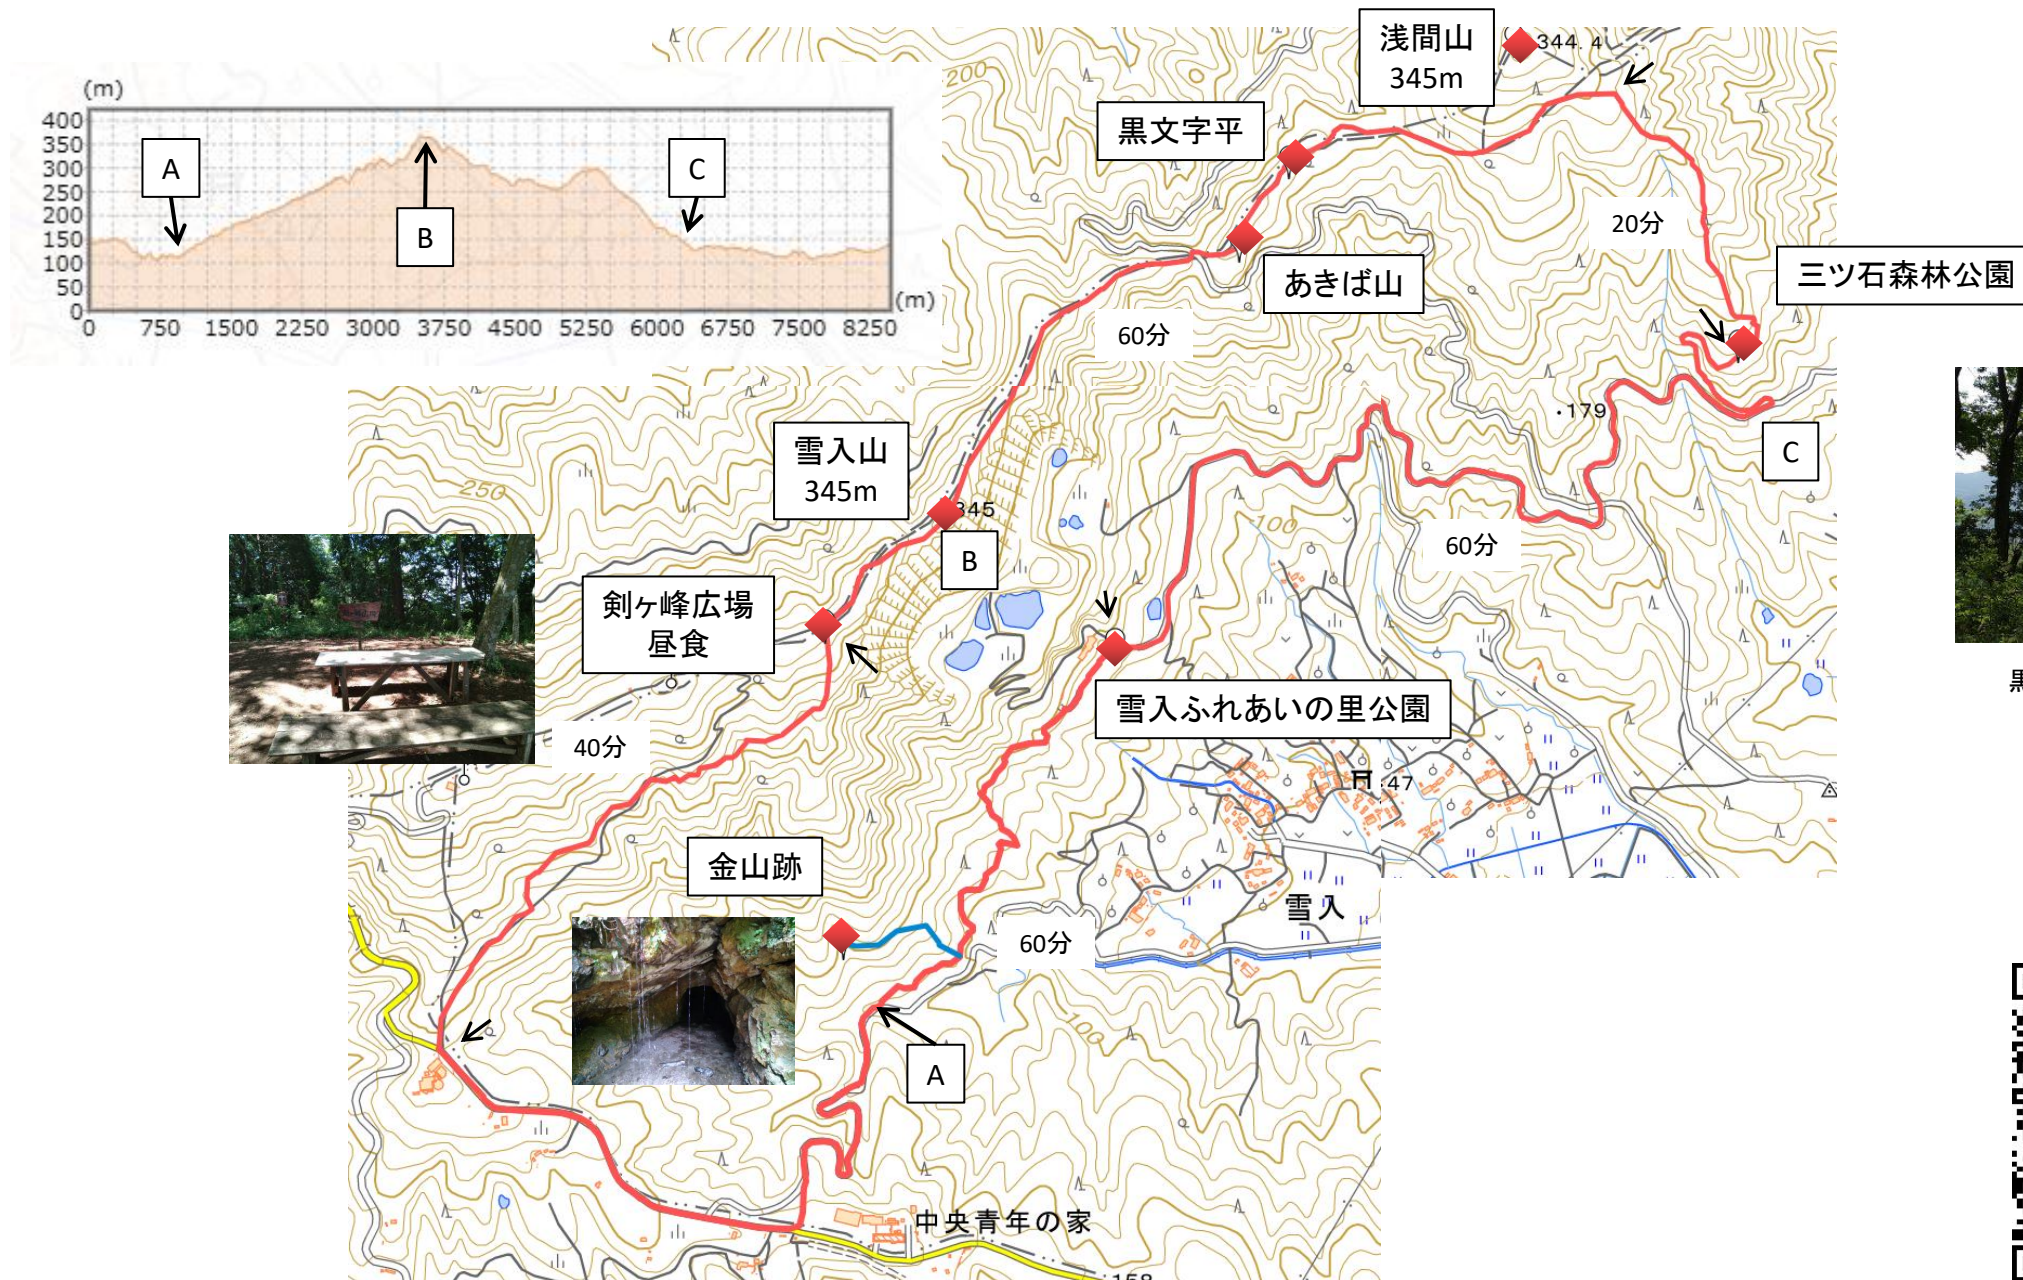 (m)
400
350
300
250
200
150
100
50
0
0 750 1500 2250 3000 3750 4500 5250 6000 6750 7500 8250
(m)
A
B
C
200
浅間山
345m
344.4
黒文字平
20分
三ツ石森林公園
あきば山
60分
・179
C
雪入山
345m
250
345
B
100
60分
剣ヶ峰広場
昼食
雪入ふれあいの里公園
40分
47
金山跡
雪入
60分
100
A
中央青年の家
158